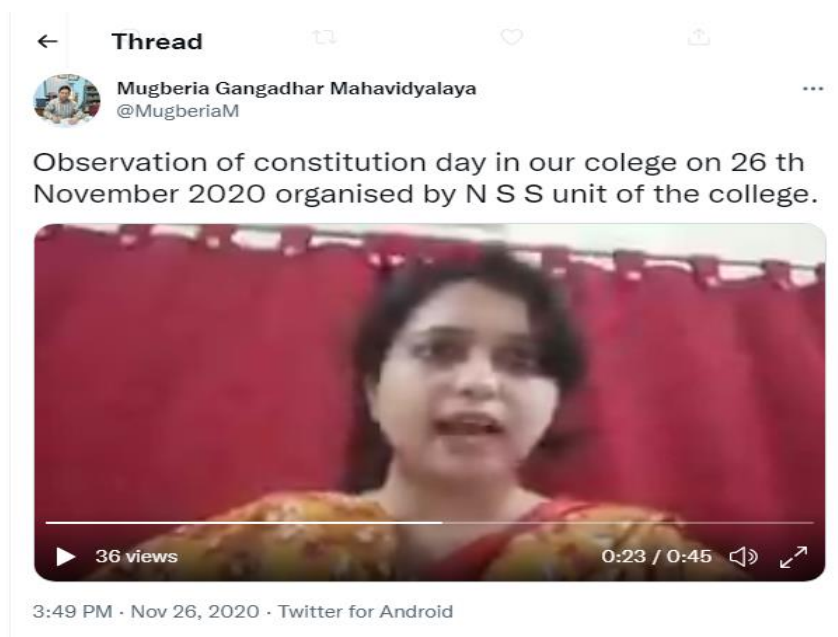 Thread
Mugberia Gangadhar Mahavidyalaya
@MugberiaM
Observation of constitution day in our colege on 26 th
November 2020 organised by N S S unit of the college.
36 views
0:23 / 0:45
3:49 PM · Nov 26, 2020 · Twitter for Android